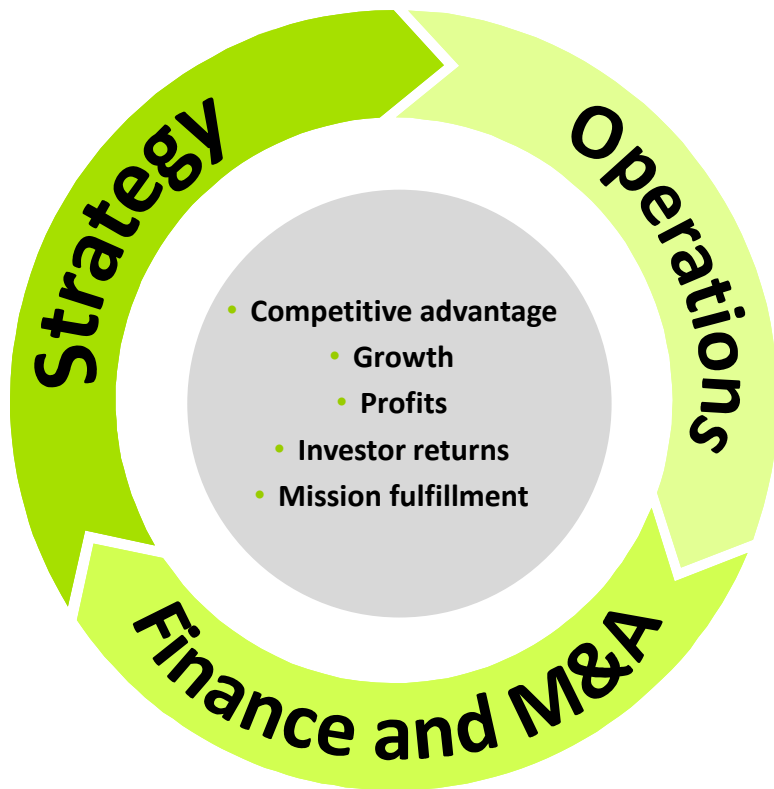 Strategy
Operations
• Competitive advantage
• Growth
• Profits
• Investor returns
• Mission fulfillment
Finance and M&A